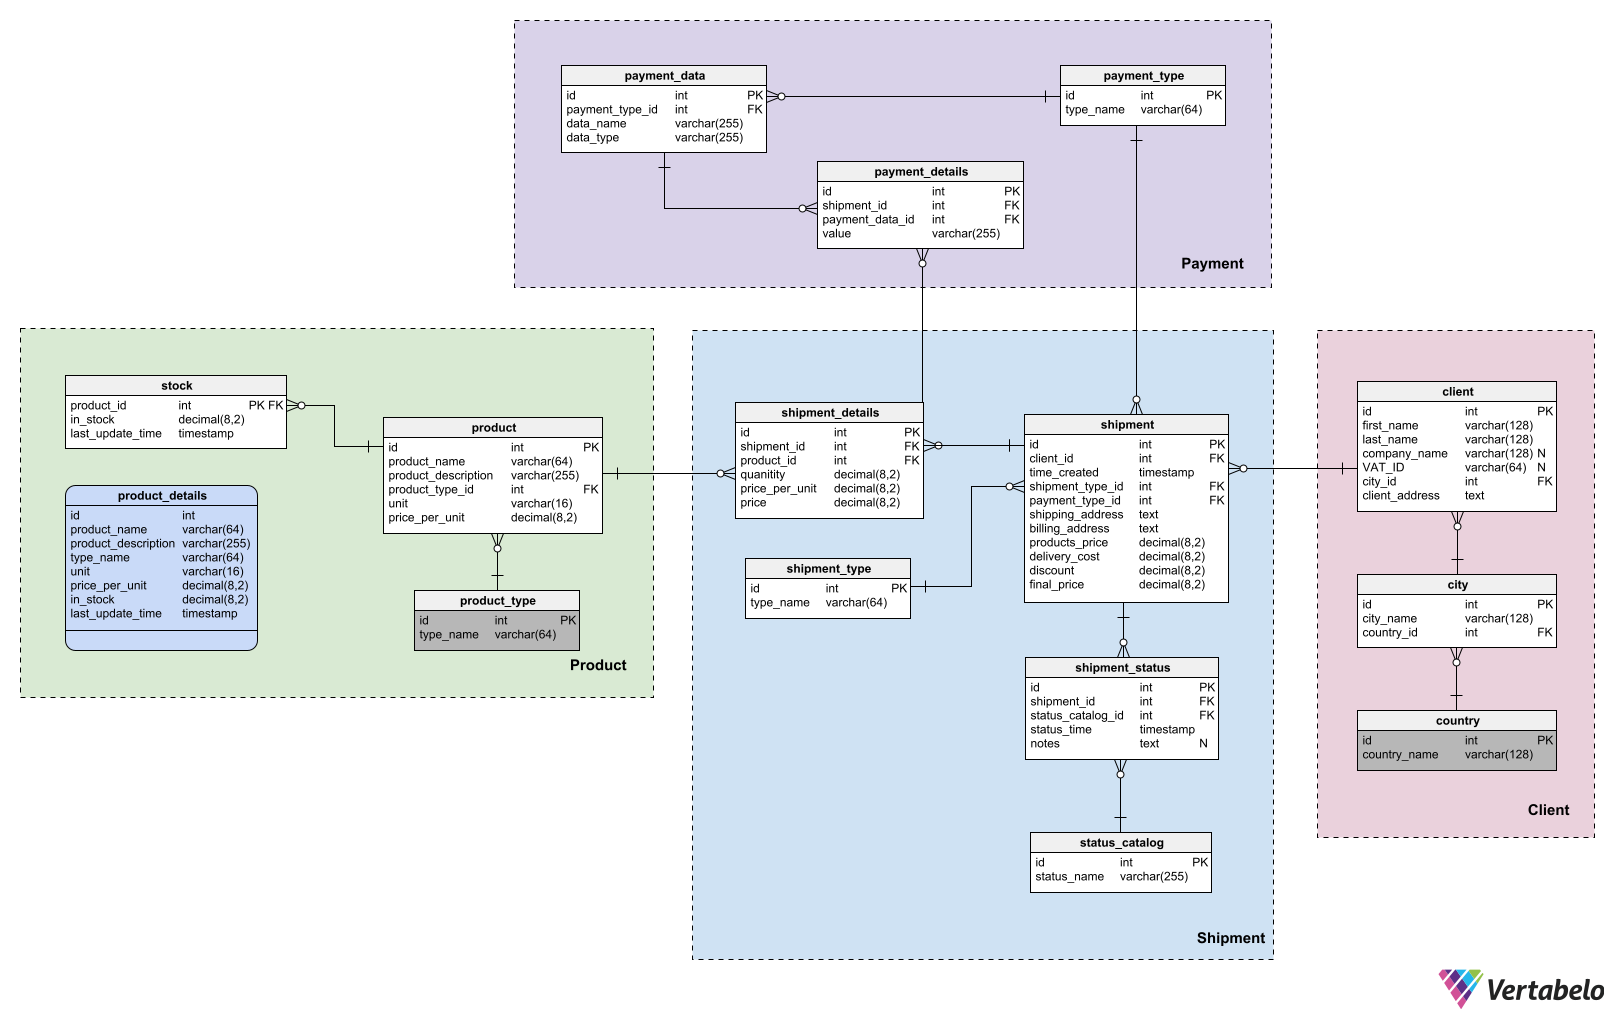 payment_data
id int PK
payment_type_id int FK
data_name varchar(255)
data_type varchar(255)
payment_type
id int PK
type_name varchar(64)
payment_details
id int PK
shipment_id int FK
payment_data_id int FK
value varchar(255)
Payment
stock
product_id int PK FK
in_stock decimal(8,2)
last_update_time timestamp
product
id int PK
product_name varchar(64)
product_description varchar(255)
product_type_id int FK
unit varchar(16)
price_per_unit decimal(8,2)
product_details
id int
product_name varchar(64)
product_description varchar(255)
type_name varchar(64)
unit varchar(16)
price_per_unit decimal(8,2)
in_stock decimal(8,2)
last_update_time timestamp
product_type
id int PK
type_name varchar(64)
Product
shipment_details
id int PK
shipment_id int FK
product_id int FK
quanitity decimal(8,2)
price_per_unit decimal(8,2)
price decimal(8,2)
shipment
id int PK
client_id int FK
time_created timestamp
shipment_type_id int FK
payment_type_id int FK
shipping_address text
billing_address text
products_price decimal(8,2)
delivery_cost decimal(8,2)
discount decimal(8,2)
final_price decimal(8,2)
shipment_type
id int PK
type_name varchar(64)
shipment_status
id int PK
shipment_id int FK
status_catalog_id int FK
status_time timestamp
notes text N
status_catalog
id int PK
status_name varchar(255)
Shipment
client
id int PK
first_name varchar(128)
last_name varchar(128)
company_name varchar(128) N
VAT_ID varchar(64) N
city_id int FK
client_address text
city
id int PK
city_name varchar(128)
country_id int FK
country
id int PK
country_name varchar(128)
Client
Vertabelo